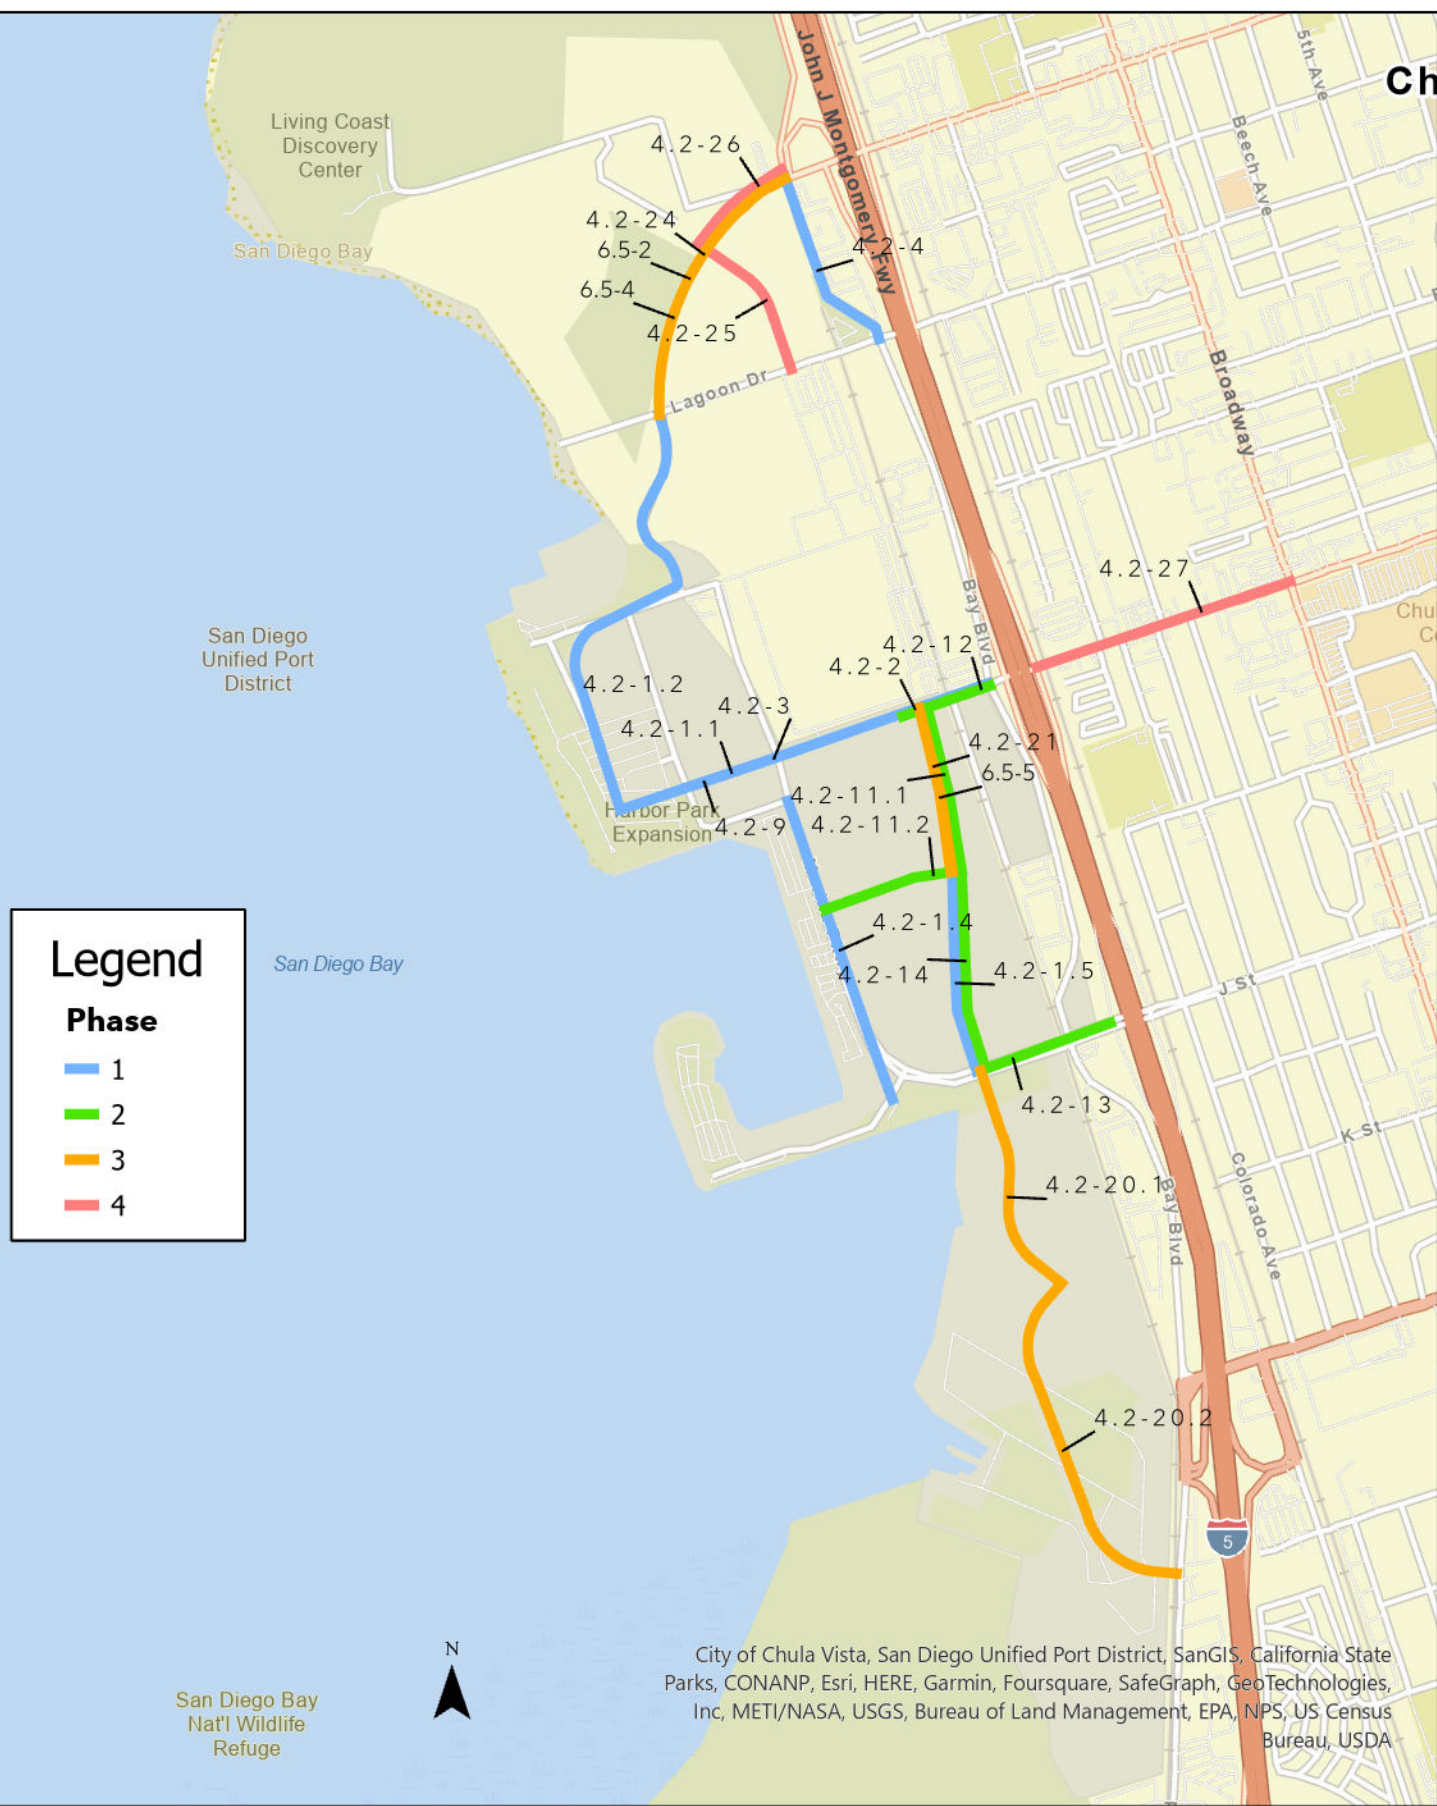 John J Montgomery Fwy
5th Ave
Ch
Beech Ave
Living Coast
Discovery
Center
4.2-26
4.2-24
4.2-4
San Diego Bay
6.5-2
6.5-4
4.2-25
Lagoon Dr
Broadway
4.2-27
Bay Blvd
Chu
C
San Diego
Unified Port
District
4.2-12
4.2-2
4.2-1.2
4.2-3
4.2-1.1
4.2-21
6.5-5
4.2-11.1
Harbor Park
Expansion
4.2-9
4.2-11.2
4.2-1.4
4.2-14
4.2-1.5
J St
Legend
Phase
1
2
3
4
San Diego Bay
4.2-13
K St
Colorado Ave
4.2-20.1
Bay Blvd
4.2-20.2
5
N
City of Chula Vista, San Diego Unified Port District, SanGIS, California State
Parks, CONANP, Esri, HERE, Garmin, Foursquare, SafeGraph, GeoTechnologies,
Inc, METI/NASA, USGS, Bureau of Land Management, EPA, NPS, US Census
Bureau, USDA
San Diego Bay
Nat'l Wildlife
Refuge